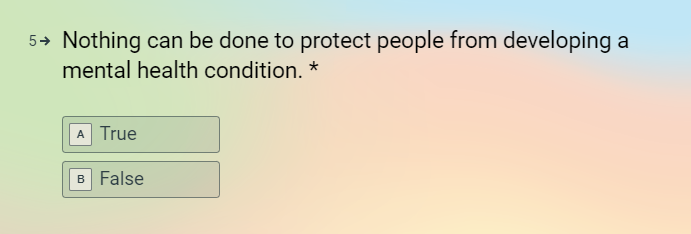 5→ Nothing can be done to protect people from developing a
mental health condition. *
A True
B False